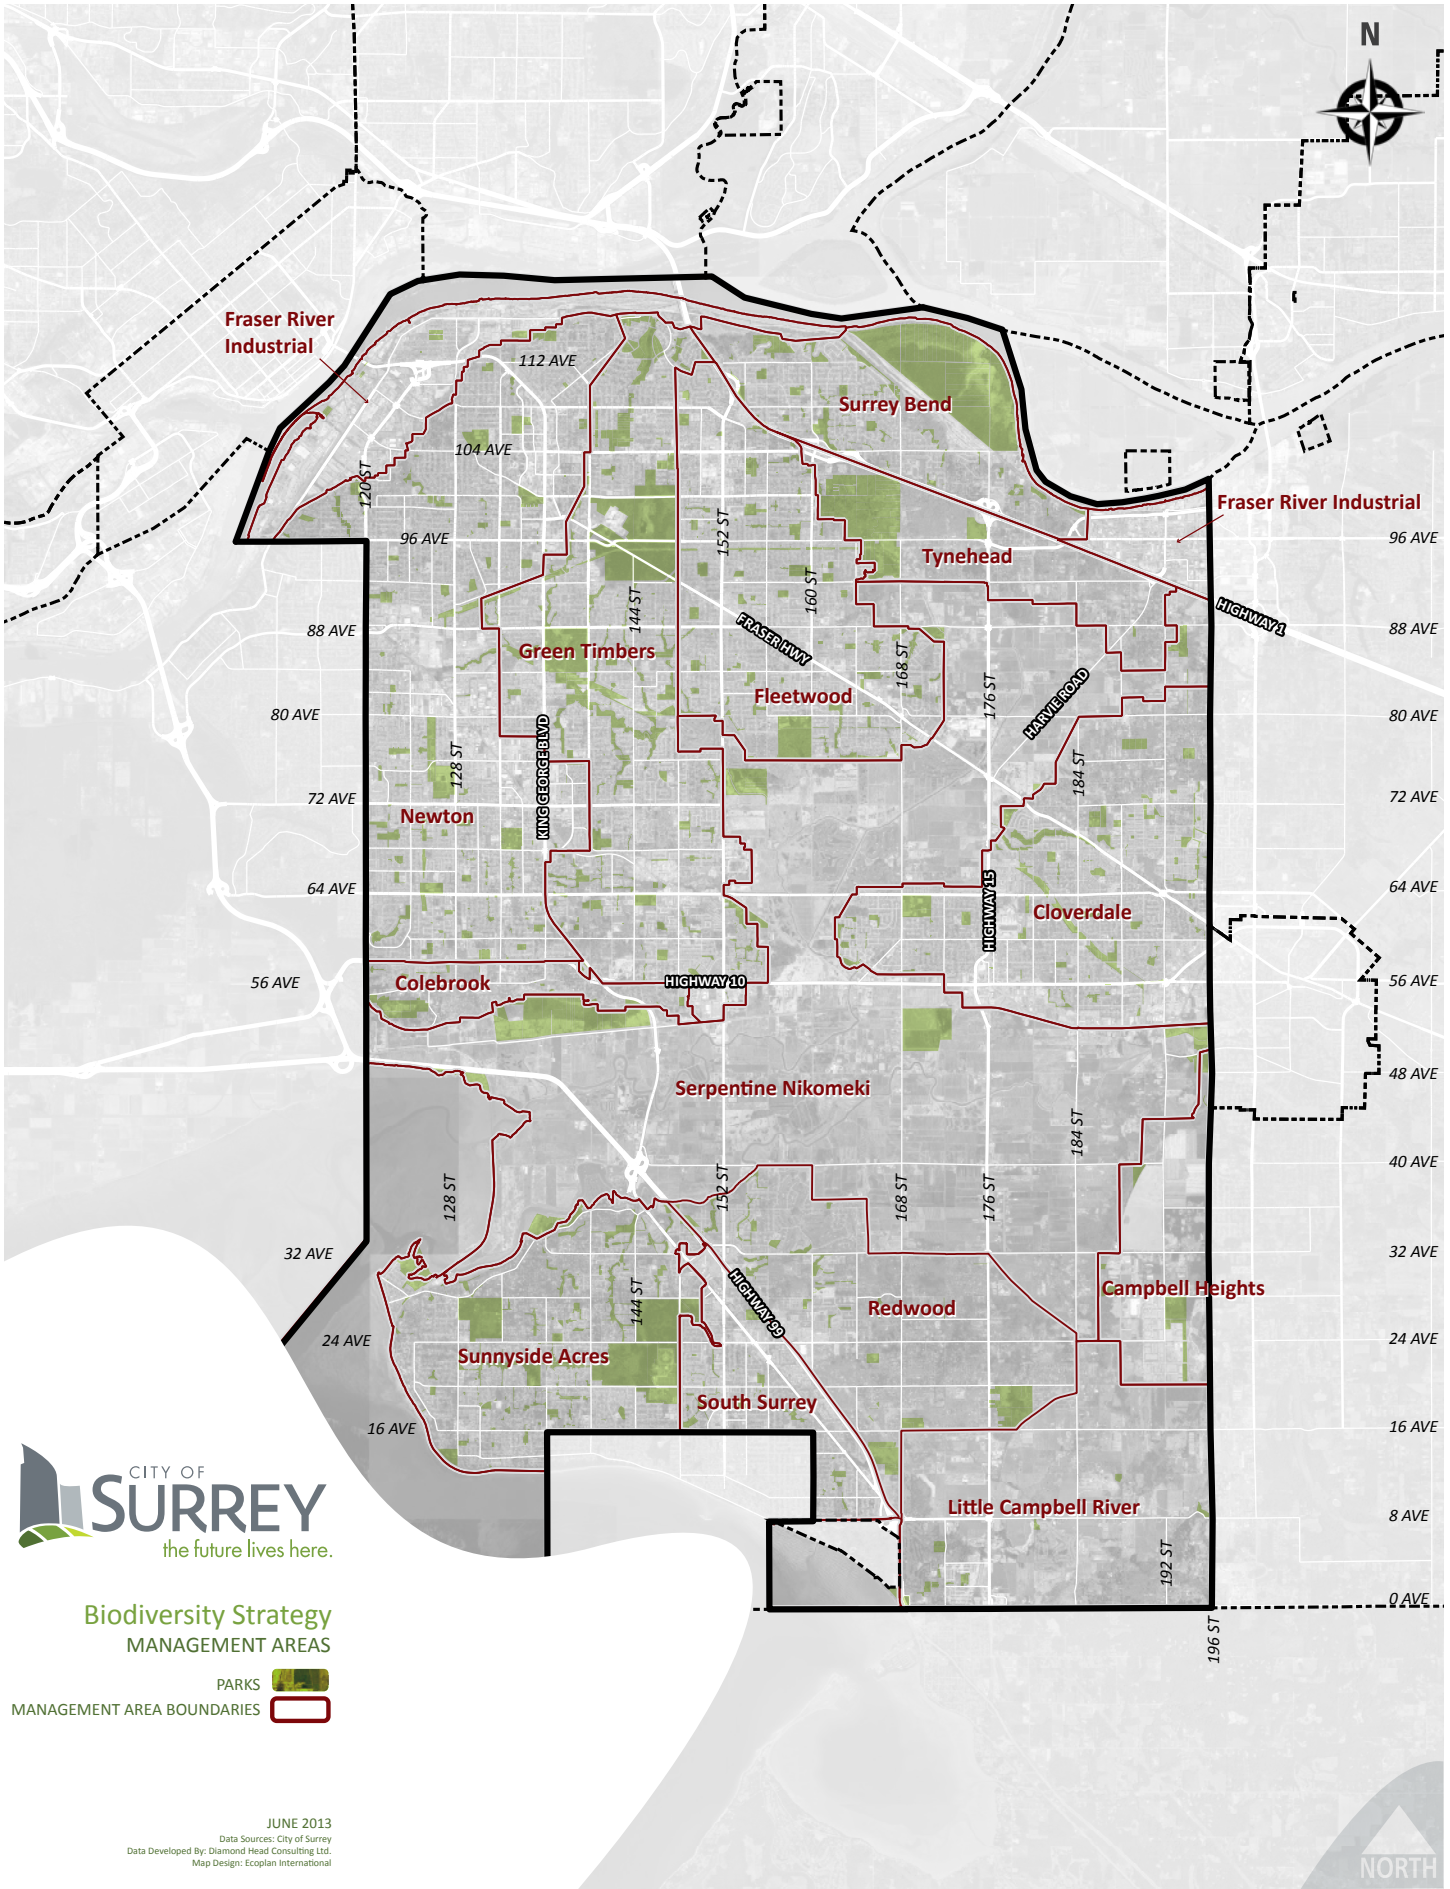 N
Fraser River
Industrial
112 AVE
Surrey Bend
104 AVE
120 ST
Fraser River Industrial
96 AVE
152 ST
96 AVE
Tynehead
160 ST
144 ST
HIGHWAY 1
88 AVE
FRASER HWY
88 AVE
Green Timbers
168 ST
Fleetwood
176 ST
HARVIE ROAD
80 AVE
80 AVE
KING GEORGE BLVD
128 ST
184 ST
72 AVE
72 AVE
Newton
64 AVE
64 AVE
HIGHWAY 15
Cloverdale
56 AVE
Colebrook
HIGHWAY 10
56 AVE
48 AVE
Serpentine Nikomeki
184 ST
40 AVE
128 ST
152 ST
168 ST
176 ST
32 AVE
32 AVE
Campbell Heights
144 ST
HIGHWAY 99
Redwood
24 AVE
24 AVE
Sunnyside Acres
South Surrey
16 AVE
16 AVE
CITY OF
SURREY
the future lives here.
Little Campbell River
8 AVE
192 ST
0 AVE
196 ST
Biodiversity Strategy
MANAGEMENT AREAS
PARKS
MANAGEMENT AREA BOUNDARIES
JUNE 2013
Data Sources: City of Surrey
Data Developed By: Diamond Head Consulting Ltd.
Map Design: Ecoplan International
NORTH